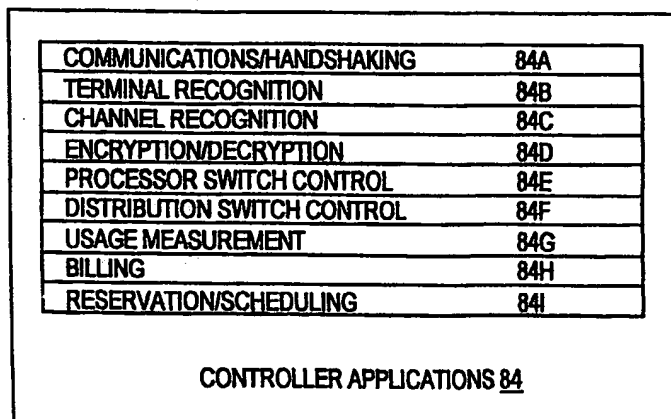 COMMUNICATIONS/HANDSHAKING 84A
TERMINAL RECOGNITION 84B
CHANNEL RECOGNITION 84C
ENCRYPTION/DECRYPTION 84D
PROCESSOR SWITCH CONTROL 84E
DISTRIBUTION SWITCH CONTROL 84F
USAGE MEASUREMENT 84G
BILLING 84H
RESERVATION/SCHEDULING 84I
CONTROLLER APPLICATIONS 84